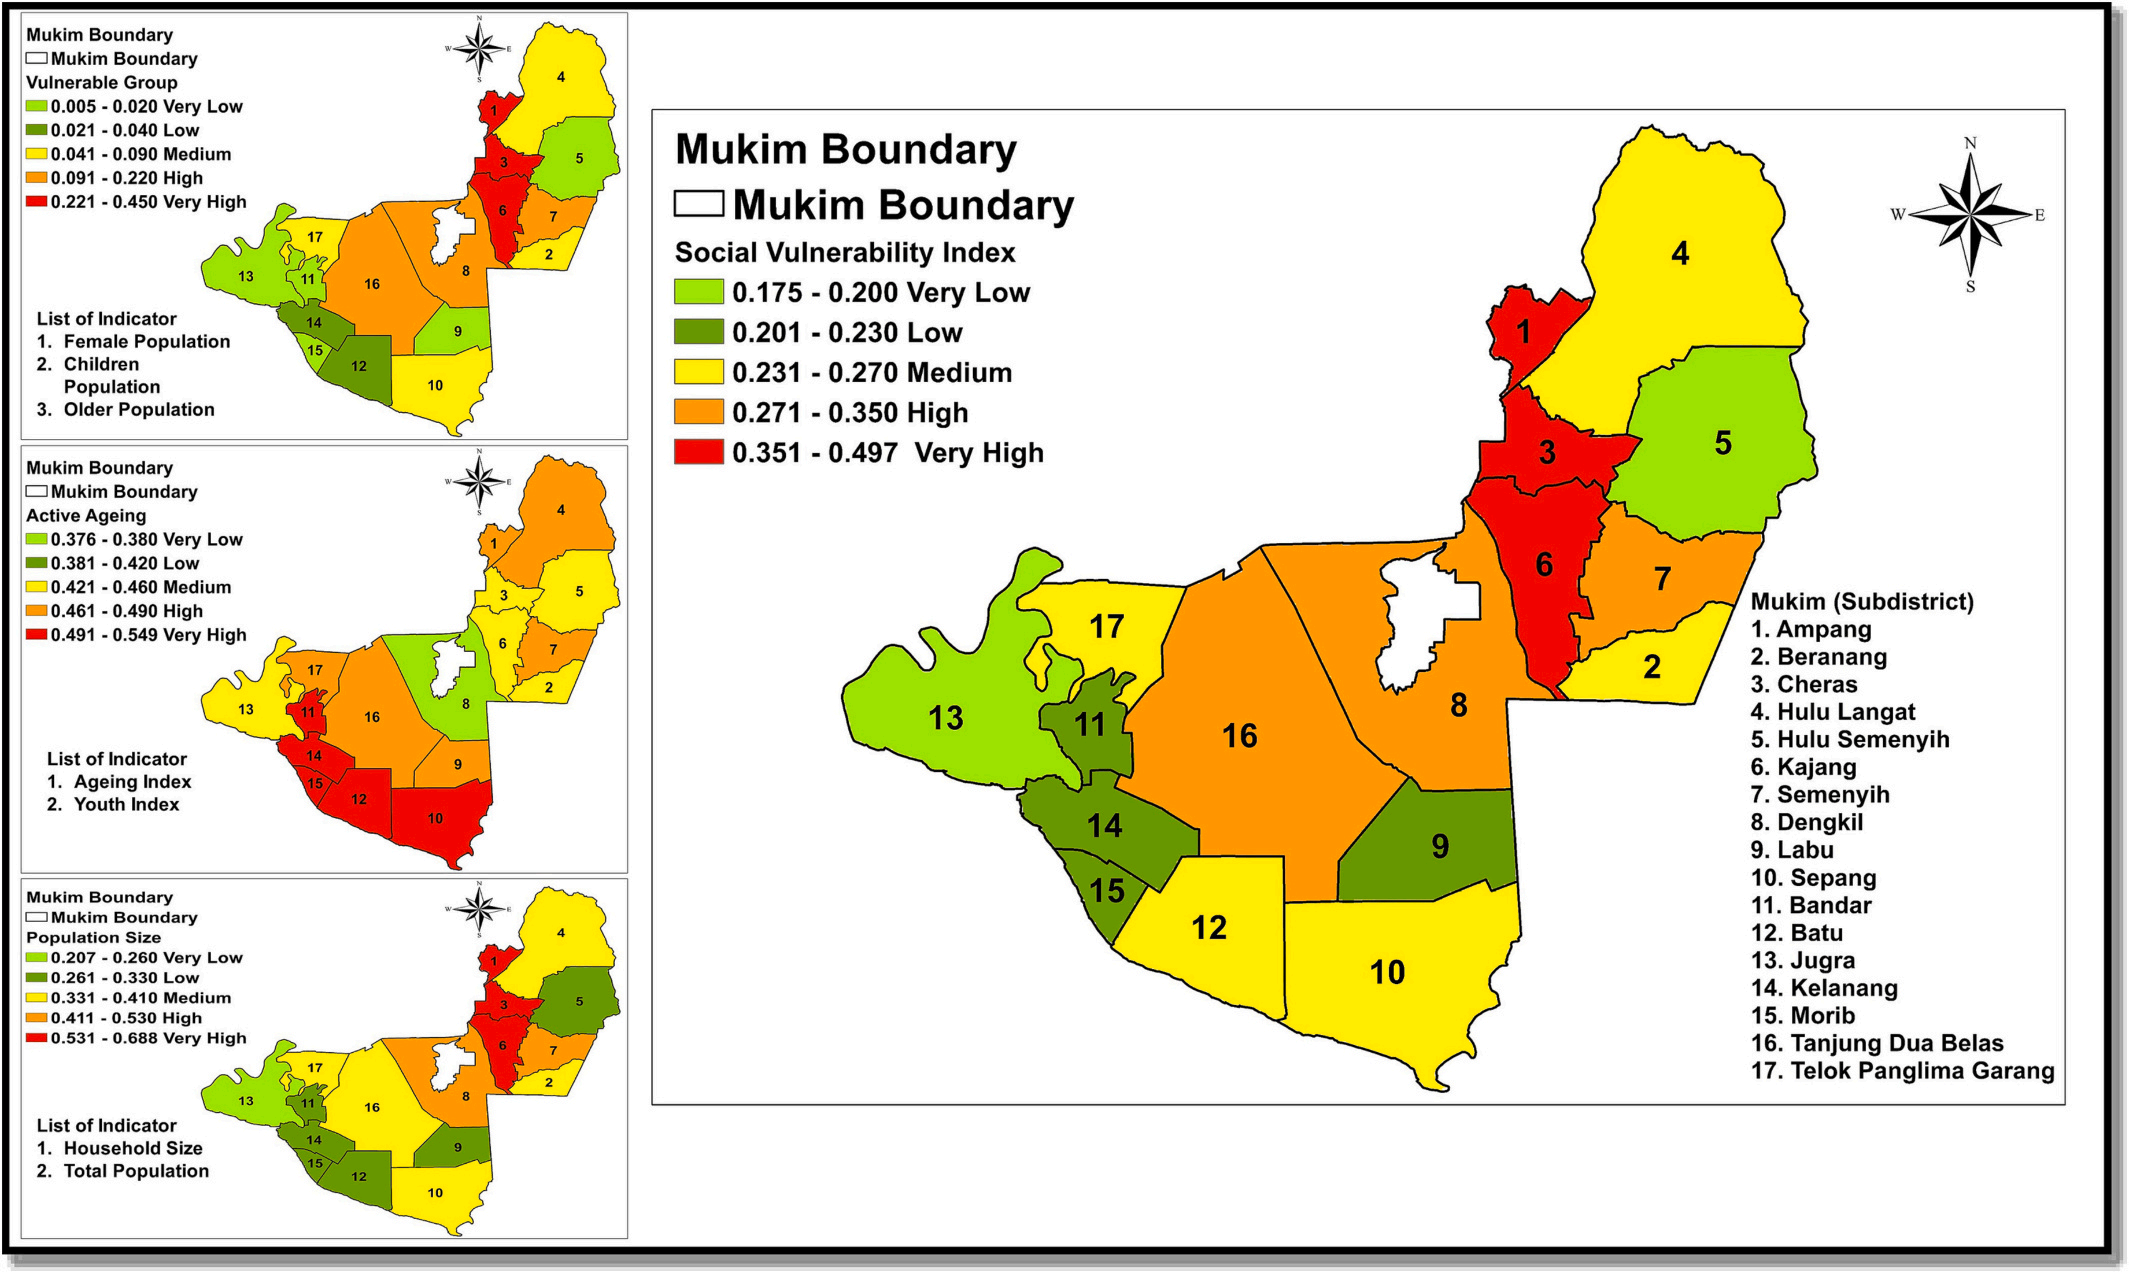 Mukim Boundary
Mukim Boundary
Vulnerable Group
0.005 - 0.020 Very Low
0.021 - 0.040 Low
0.041 - 0.090 Medium
0.091 - 0.220 High
0.221 - 0.450 Very High
N
W E
S
4
1
3
5
6
7
2
17
13
11
16
8
14
9
15
12
10
List of Indicator
1. Female Population
2. Children
Population
3. Older Population
Mukim Boundary
Mukim Boundary
Active Ageing
0.376 - 0.380 Very Low
0.381 - 0.420 Low
0.421 - 0.460 Medium
0.461 - 0.490 High
0.491 - 0.549 Very High
N
W E
S
4
1
3
5
6
7
2
17
13
11
16
8
14
9
15
12
10
List of Indicator
1. Ageing Index
2. Youth Index
Mukim Boundary
Mukim Boundary
Population Size
0.207 - 0.260 Very Low
0.261 - 0.330 Low
0.331 - 0.410 Medium
0.411 - 0.530 High
0.531 - 0.688 Very High
N
W E
S
4
1
3
5
6
7
2
17
13
11
16
8
14
9
15
12
10
List of Indicator
1. Household Size
2. Total Population
Mukim Boundary
Mukim Boundary
Social Vulnerability Index
0.175 - 0.200 Very Low
0.201 - 0.230 Low
0.231 - 0.270 Medium
0.271 - 0.350 High
0.351 - 0.497 Very High
N
W E
S
4
1
3
5
6
7
2
17
13
11
16
8
14
9
15
12
10
Mukim (Subdistrict)
1. Ampang
2. Beranang
3. Cheras
4. Hulu Langat
5. Hulu Semenyih
6. Kajang
7. Semenyih
8. Dengkil
9. Labu
10. Sepang
11. Bandar
12. Batu
13. Jugra
14. Kelanang
15. Morib
16. Tanjung Dua Belas
17. Telok Panglima Garang